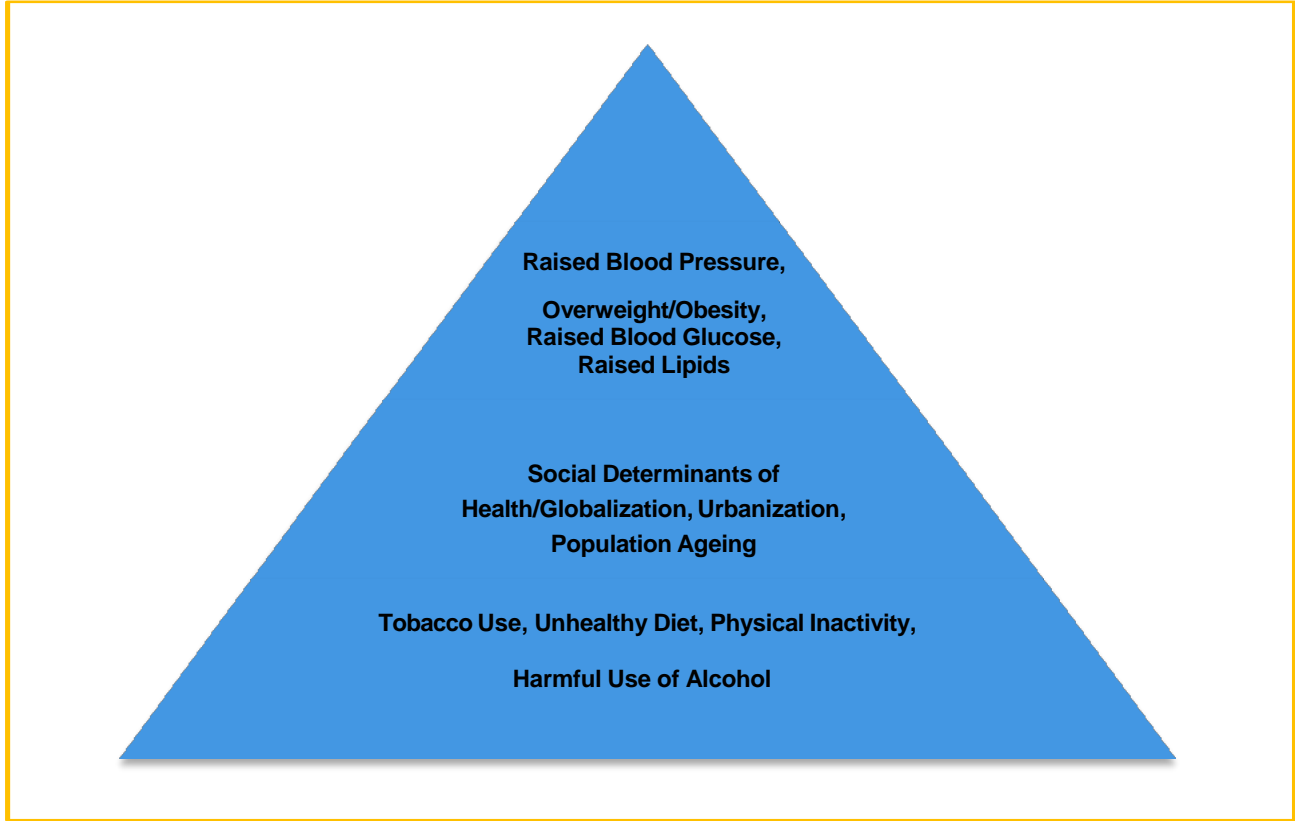 Raised Blood Pressure,
Overweight/Obesity,
Raised Blood Glucose,
Raised Lipids
Social Determinants of
Health/Globalization, Urbanization,
Population Ageing
Tobacco Use, Unhealthy Diet, Physical Inactivity,
Harmful Use of Alcohol